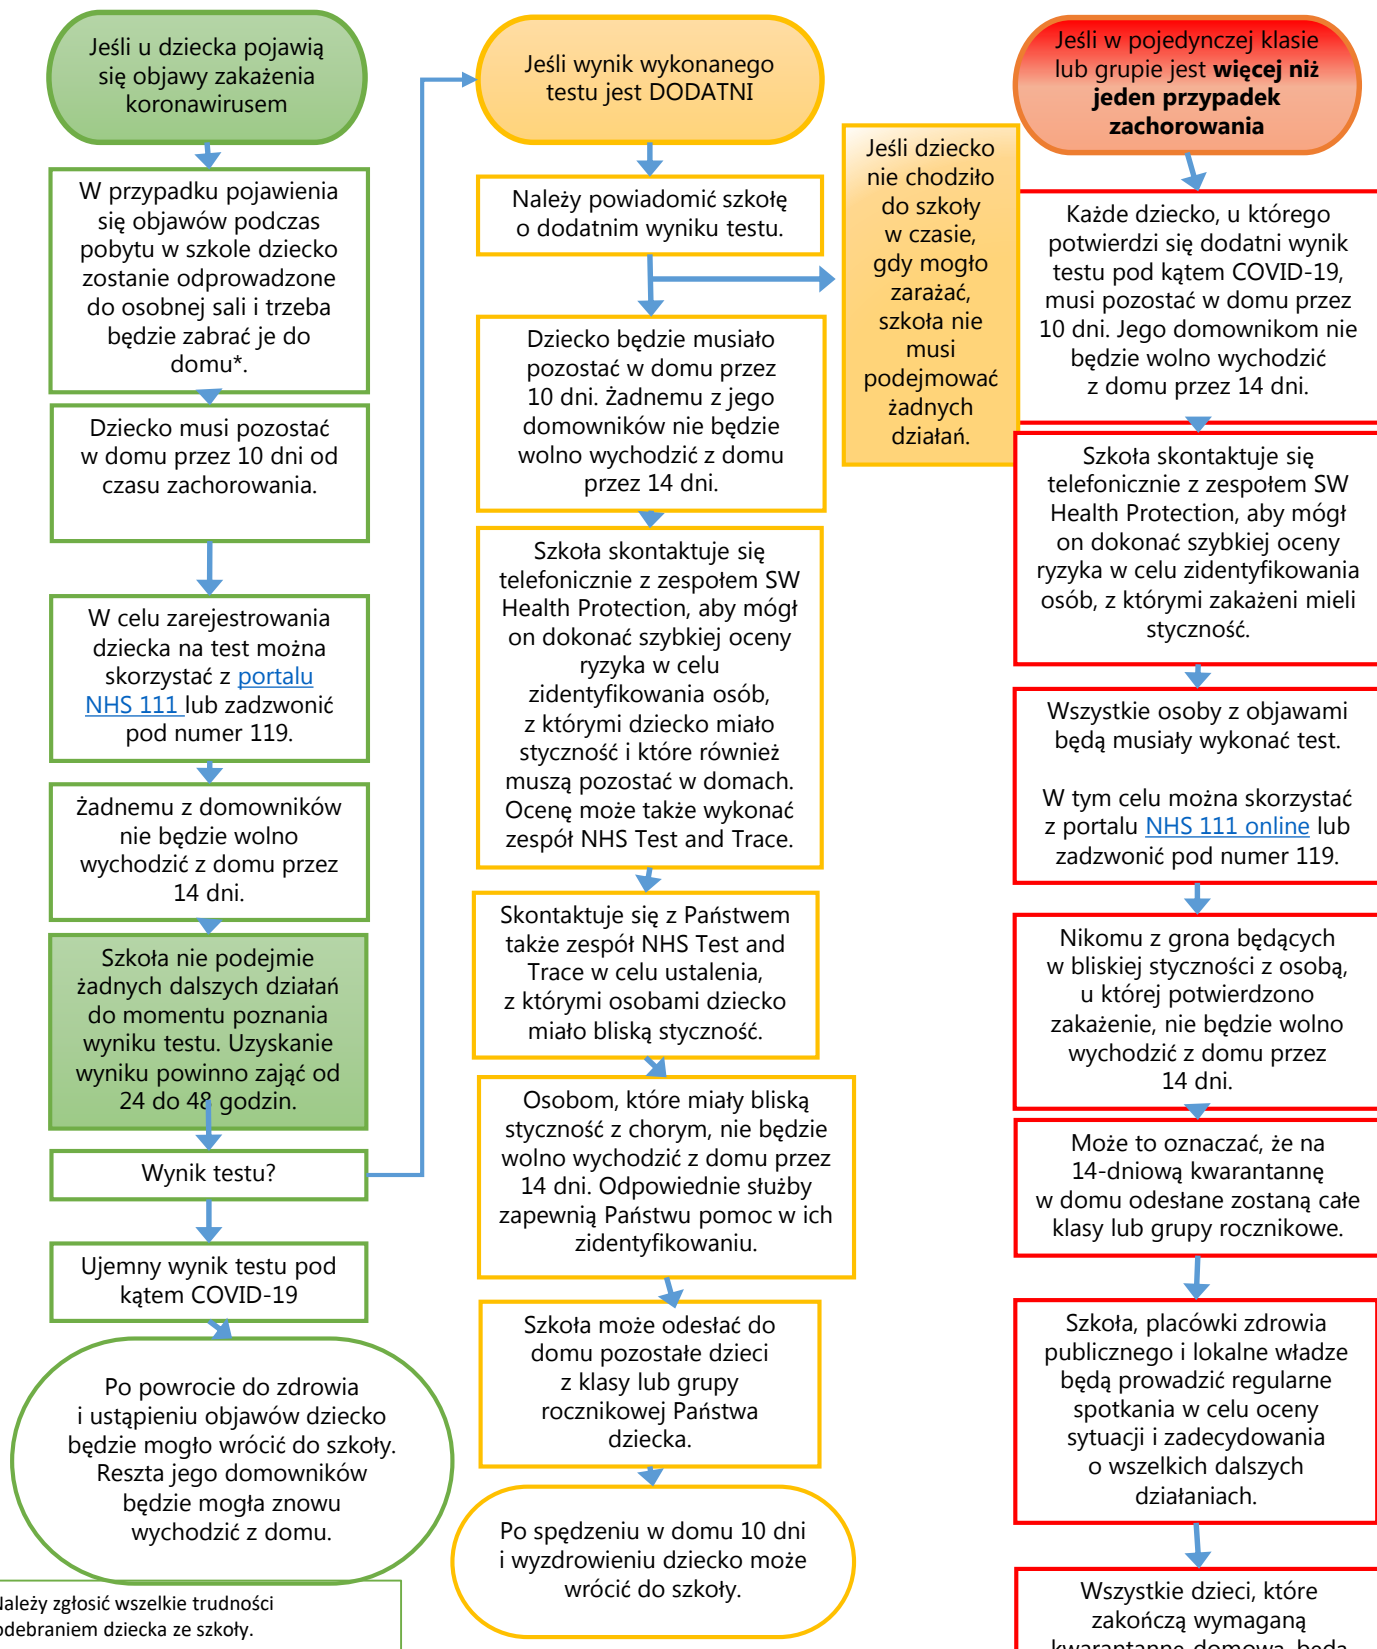 Jeśli u dziecka pojawią
się objawy zakażenia
koronawirusem
W przypadku pojawienia
się objawów podczas
pobytu w szkole dziecko
zostanie odprowadzone
do osobnej sali i trzeba
będzie zabrać je do
domu*.
Dziecko musi pozostać
w domu przez 10 dni od
czasu zachorowania.
W celu zarejestrowania
dziecka na test można
skorzystać z portalu
NHS 111 lub zadzwonić
pod numer 119.
Żadnemu z domowników
nie będzie wolno
wychodzić z domu przez
14 dni.
Szkoła nie podejmie
żadnych dalszych działań
do momentu poznania
wyniku testu. Uzyskanie
wyniku powinno zająć od
24 do 48 godzin.
Wynik testu?
Ujemny wynik testu pod
kątem COVID-19
Po powrocie do zdrowia
i ustąpieniu objawów dziecko
będzie mogło wrócić do szkoły.
Reszta jego domowników
będzie mogła znowu
wychodzić z domu.
Należy zgłosić wszelkie trudności
odebraniem dziecka ze szkoły.
Jeśli wynik wykonanego
testu jest DODATNI
Należy powiadomić szkołę
o dodatnim wyniku testu.
Jeśli dziecko
nie chodziło
do szkoły
w czasie,
gdy mogło
zarażać,
szkoła nie
musi
podejmować
żadnych
działań.
Dziecko będzie musiało
pozostać w domu przez
10 dni. Żadnemu z jego
domowników nie będzie
wolno wychodzić z domu
przez 14 dni.
Szkoła skontaktuje się
telefonicznie z zespołem SW
Health Protection, aby mógł
on dokonać szybkiej oceny
ryzyka w celu
zidentyfikowania osób,
z którymi dziecko miało
styczność i które również
muszą pozostać w domach.
Ocenę może także wykonać
zespół NHS Test and Trace.
Skontaktuje się z Państwem
także zespół NHS Test and
Trace w celu ustalenia,
z którymi osobami dziecko
miało bliską styczność.
Osobom, które miały bliską
styczność z chorym, nie będzie
wolno wychodzić z domu przez
14 dni. Odpowiednie służby
zapewnią Państwu pomoc w ich
zidentyfikowaniu.
Szkoła może odesłać do
domu pozostałe dzieci
z klasy lub grupy
rocznikowej Państwa
dziecka.
Po spędzeniu w domu 10 dni
i wyzdrowieniu dziecko może
wrócić do szkoły.
Jeśli w pojedynczej klasie
lub grupie jest więcej niż
jeden przypadek
zachorowania
Każde dziecko, u którego
potwierdzi się dodatni wynik
testu pod kątem COVID-19,
musi pozostać w domu przez
10 dni. Jego domownikom nie
będzie wolno wychodzić
z domu przez 14 dni.
Szkoła skontaktuje się
telefonicznie z zespołem SW
Health Protection, aby mógł
on dokonać szybkiej oceny
ryzyka w celu zidentyfikowania
osób, z którymi zakażeni mieli
styczność.
Wszystkie osoby z objawami
będą musiały wykonać test.
W tym celu można skorzystać
z portalu NHS 111 online lub
zadzwonić pod numer 119.
Nikomu z grona będących
w bliskiej styczności z osobą,
u której potwierdzono
zakażenie, nie będzie wolno
wychodzić z domu przez
14 dni.
Może to oznaczać, że na
14-dniową kwarantannę
w domu odesłane zostaną całe
klasy lub grupy rocznikowe.
Szkoła, placówki zdrowia
publicznego i lokalne władze
będą prowadzić regularne
spotkania w celu oceny
sytuacji i zadecydowania
o wszelkich dalszych
działaniach.
Wszystkie dzieci, które
zakończą wymaganą
kwarantannę domową, będą